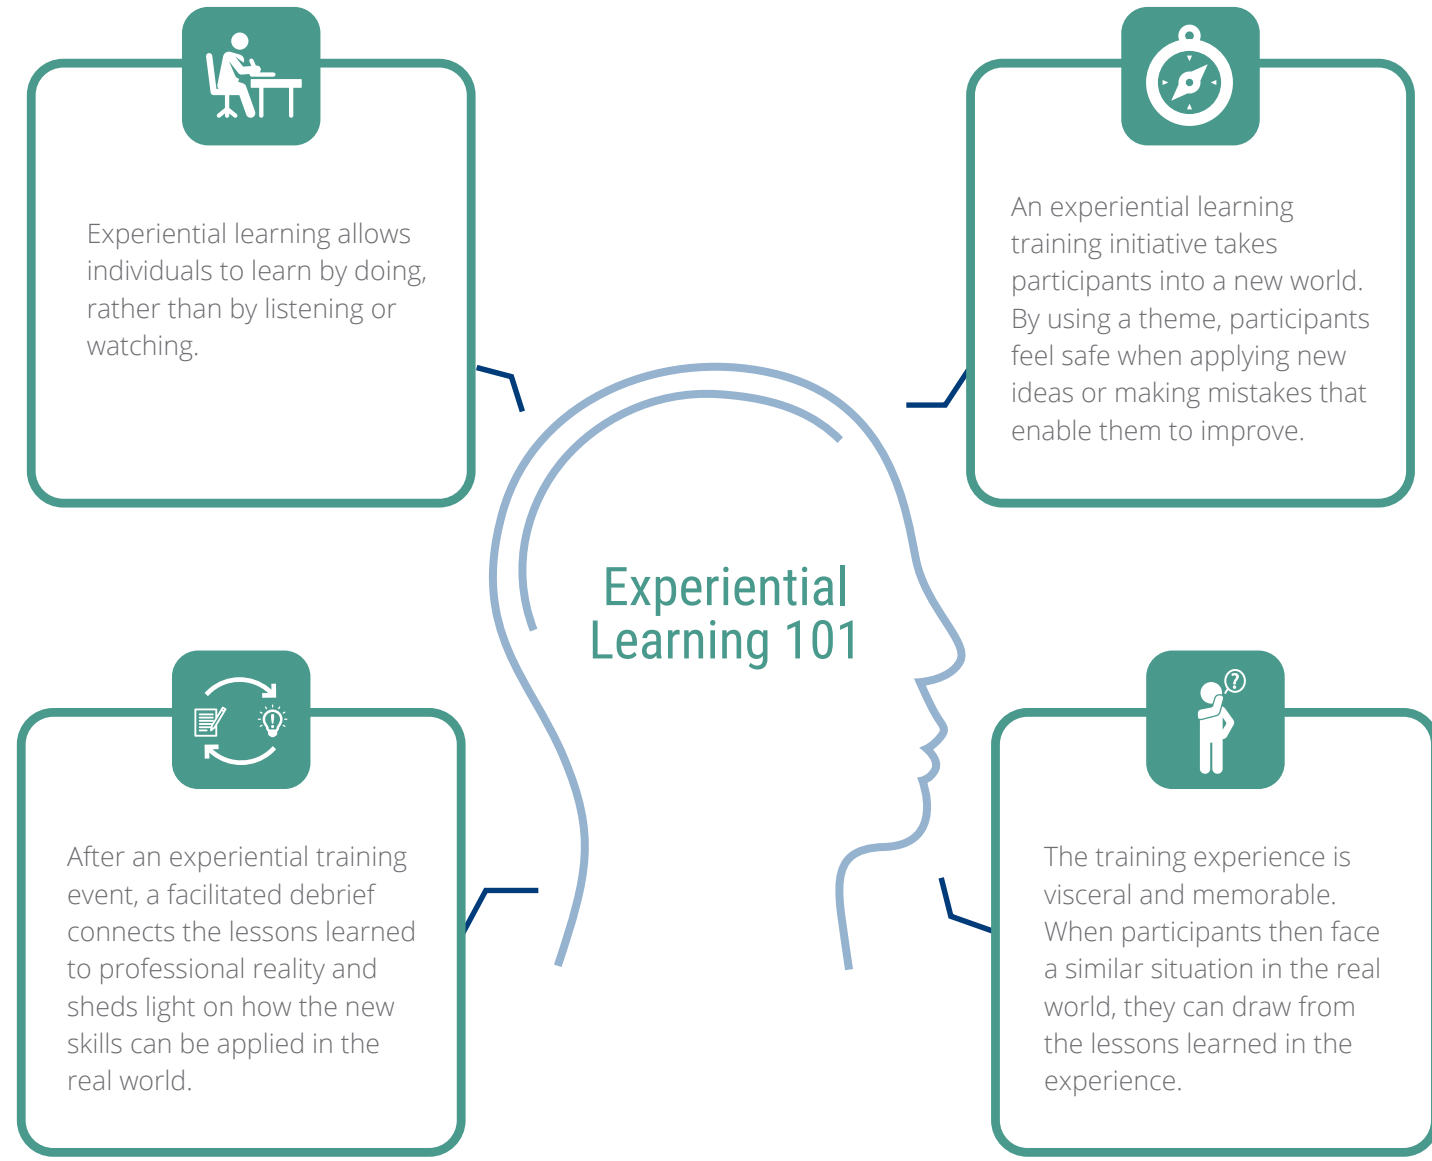 Experiential learning allows
individuals to learn by doing,
rather than by listening or
watching.
An experiential learning
training initiative takes
participants into a new world.
By using a theme, participants
feel safe when applying new
ideas or making mistakes that
enable them to improve.
Experiential
Learning 101
?
After an experiential training
event, a facilitated debrief
connects the lessons learned
to professional reality and
sheds light on how the new
skills can be applied in the
real world.
The training experience is
visceral and memorable.
When participants then face
a similar situation in the real
world, they can draw from
the lessons learned in the
experience.